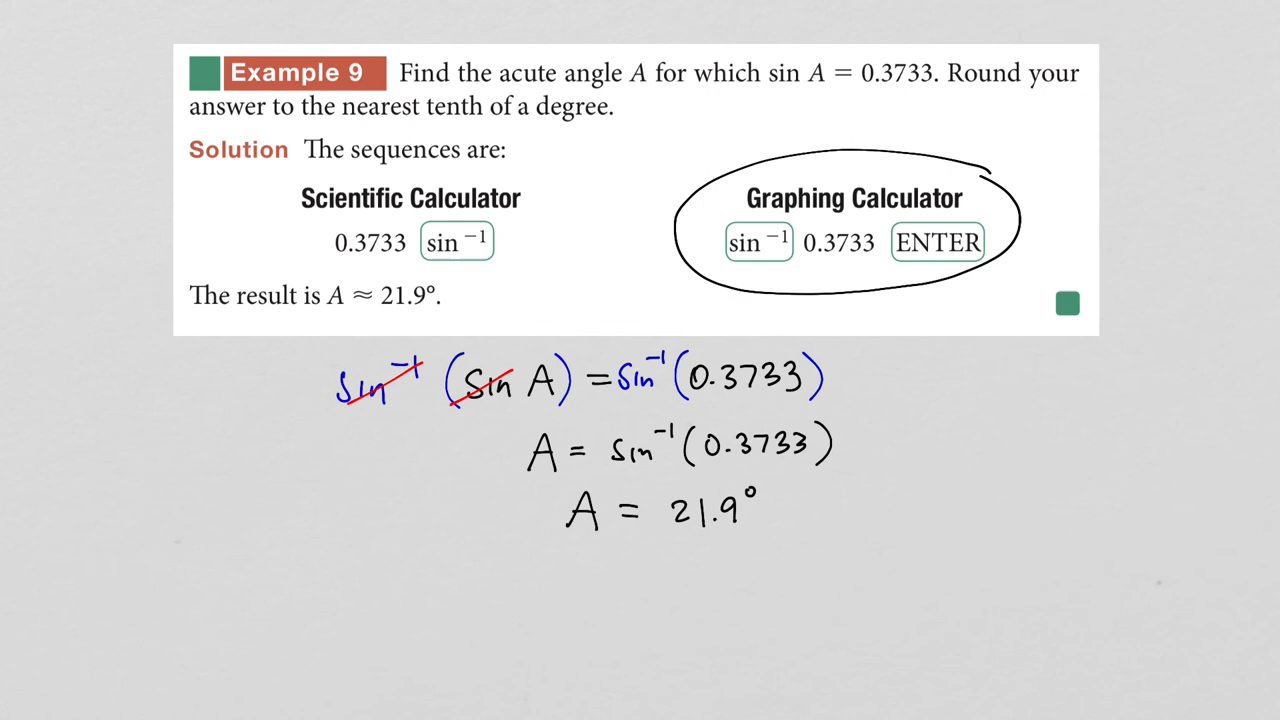 Example 9 Find the acute angle A for which sin A = 0.3733. Round your
answer to the nearest tenth of a degree.
Solution The sequences are:
Scientific Calculator
0.3733 sin⁻¹
Graphing Calculator
sin⁻¹ 0.3733 ENTER
The result is A ≈ 21.9°.
sin⁻¹ (sin A) = sin⁻¹(0.3733)
A = sin⁻¹(0.3733)
A = 21.9°